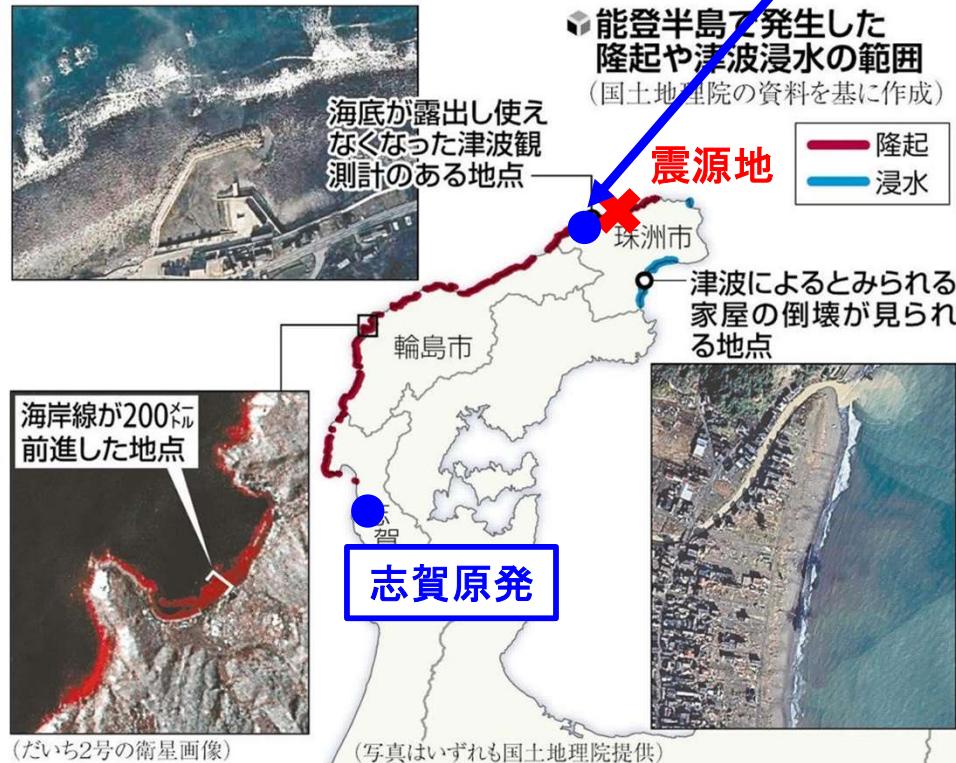 能登半島で発生した
隆起や津波浸水の範囲
(国土地理院の資料を基に作成)
隆起
浸水
海底が露出し使え
なくなった津波観
測計のある地点
震源地
珠洲市
津波によるとみられる
家屋の倒壊が見られ
る地点
輪島市
海岸線が200メートル
前進した地点
志
賀
志賀原発
(だいち2号の衛星画像)
(写真はいずれも国土地理院提供)